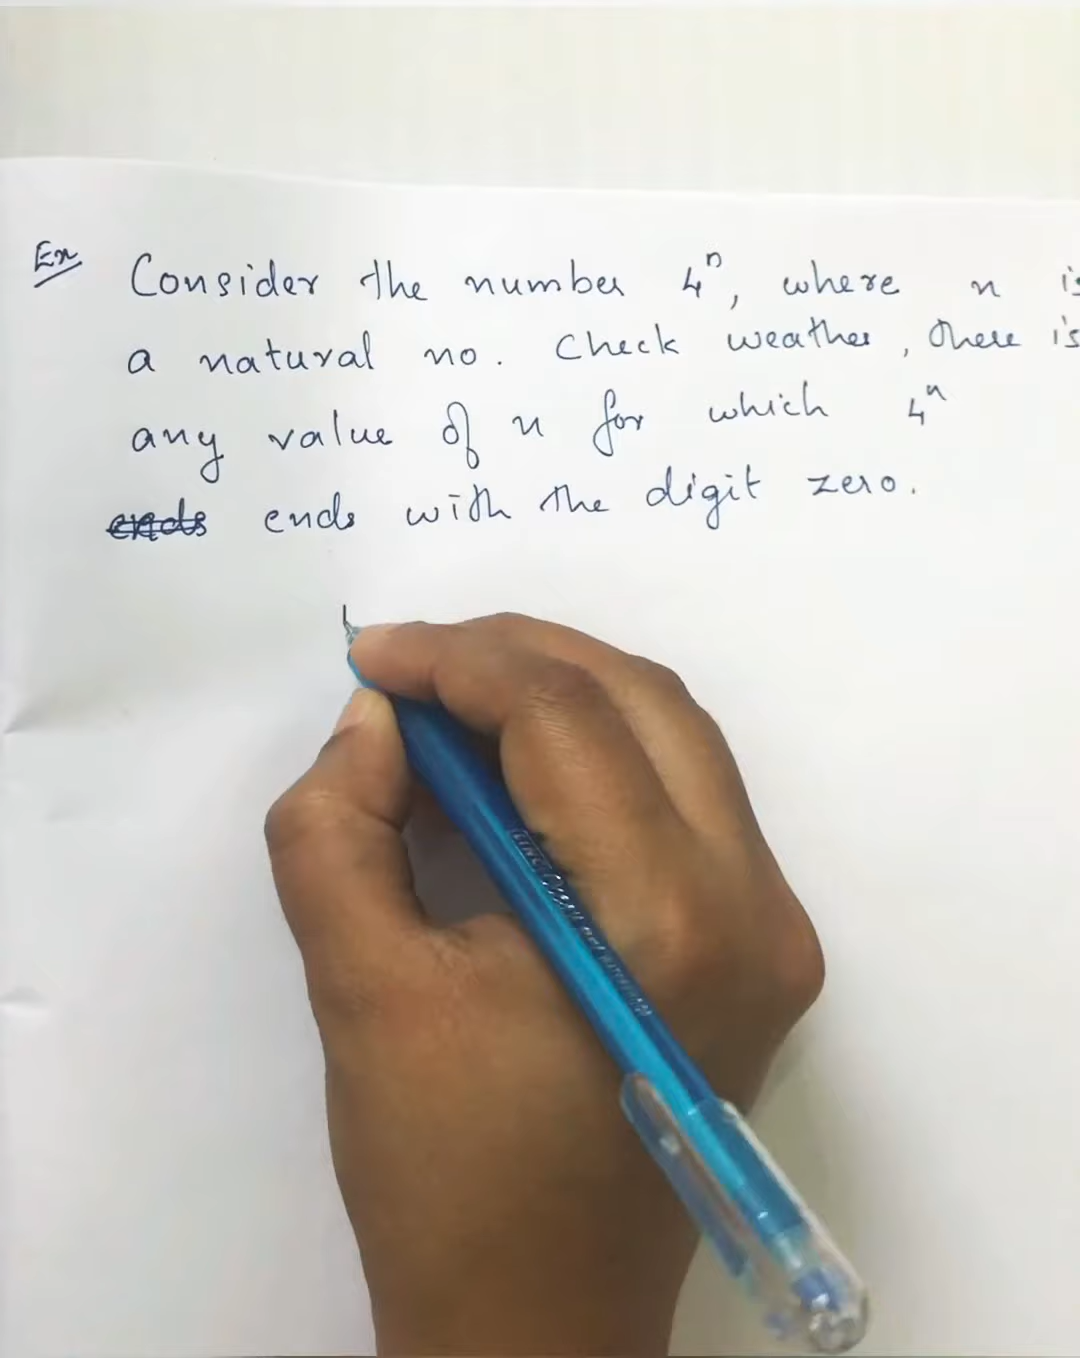 Ex Consider the number 4ⁿ, where n is
a natural no. Check weather, there is
any value of n for which 4ⁿ
ends ends with the digit zero.